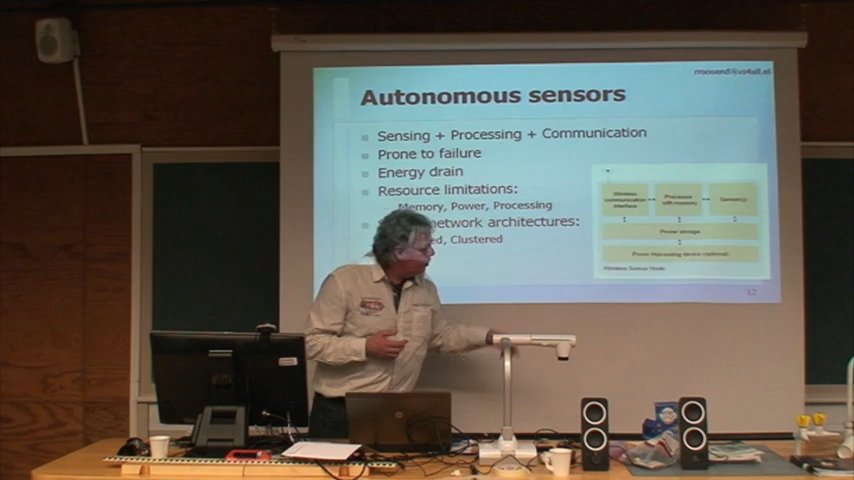 rroosend@xs4all.nl
Autonomous sensors
Sensing + Processing + Communication
Prone to failure
Energy drain
Resource limitations:
Memory, Power, Processing
network architectures:
Clustered
Wireless communication interface
Processor with memory
Sensor(s)
Power storage
Power Harvesting device (optional)
Wireless Sensor Node
12